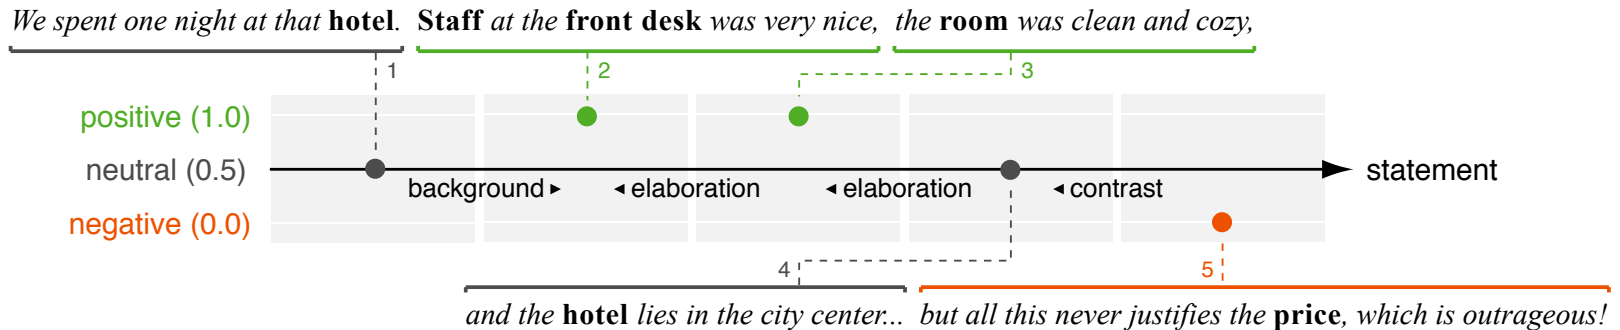 We spent one night at that hotel. Staff at the front desk was very nice, the room was clean and cozy,
1 2 3
positive (1.0)
neutral (0.5) statement
background ► ◄ elaboration ◄ elaboration ◄ contrast
negative (0.0)
4 5
and the hotel lies in the city center... but all this never justifies the price, which is outrageous!